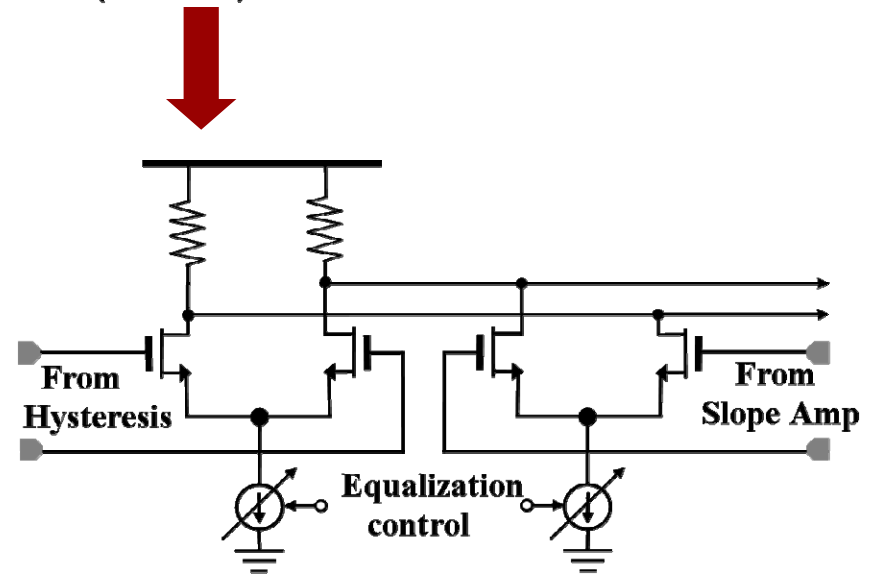 From
Hysteresis
From
Slope Amp
Equalization
control